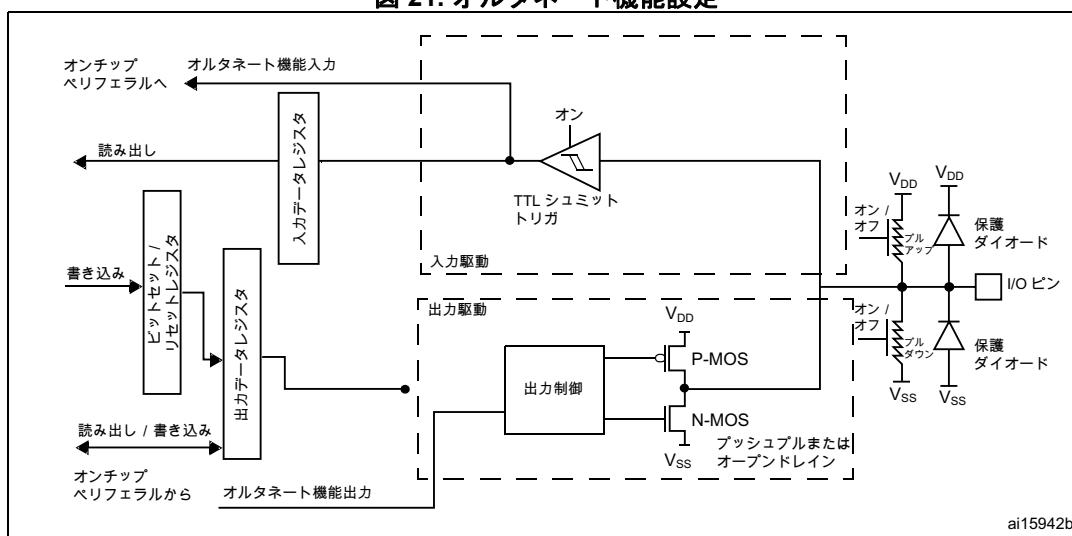 図 21. オルタネート機能設定
オンチップ
ペリフェラルへ
オルタネート機能入力
オン
読み出し
入力データレジスタ
TTL シュミット
トリガ
入力駆動
VDD
オン /
オフ
プル
アップ
VDD
保護
ダイオード
I/O ピン
書き込み
ビットセット /
リセットレジスタ
出力データレジスタ
出力駆動
VDD
P-MOS
出力制御
N-MOS
VSS
プッシュプルまたは
オープンドレイン
オン /
オフ
プル
ダウン
VSS
保護
ダイオード
VSS
読み出し / 書き込み
オンチップ
ペリフェラルから
オルタネート機能出力
ai15942b